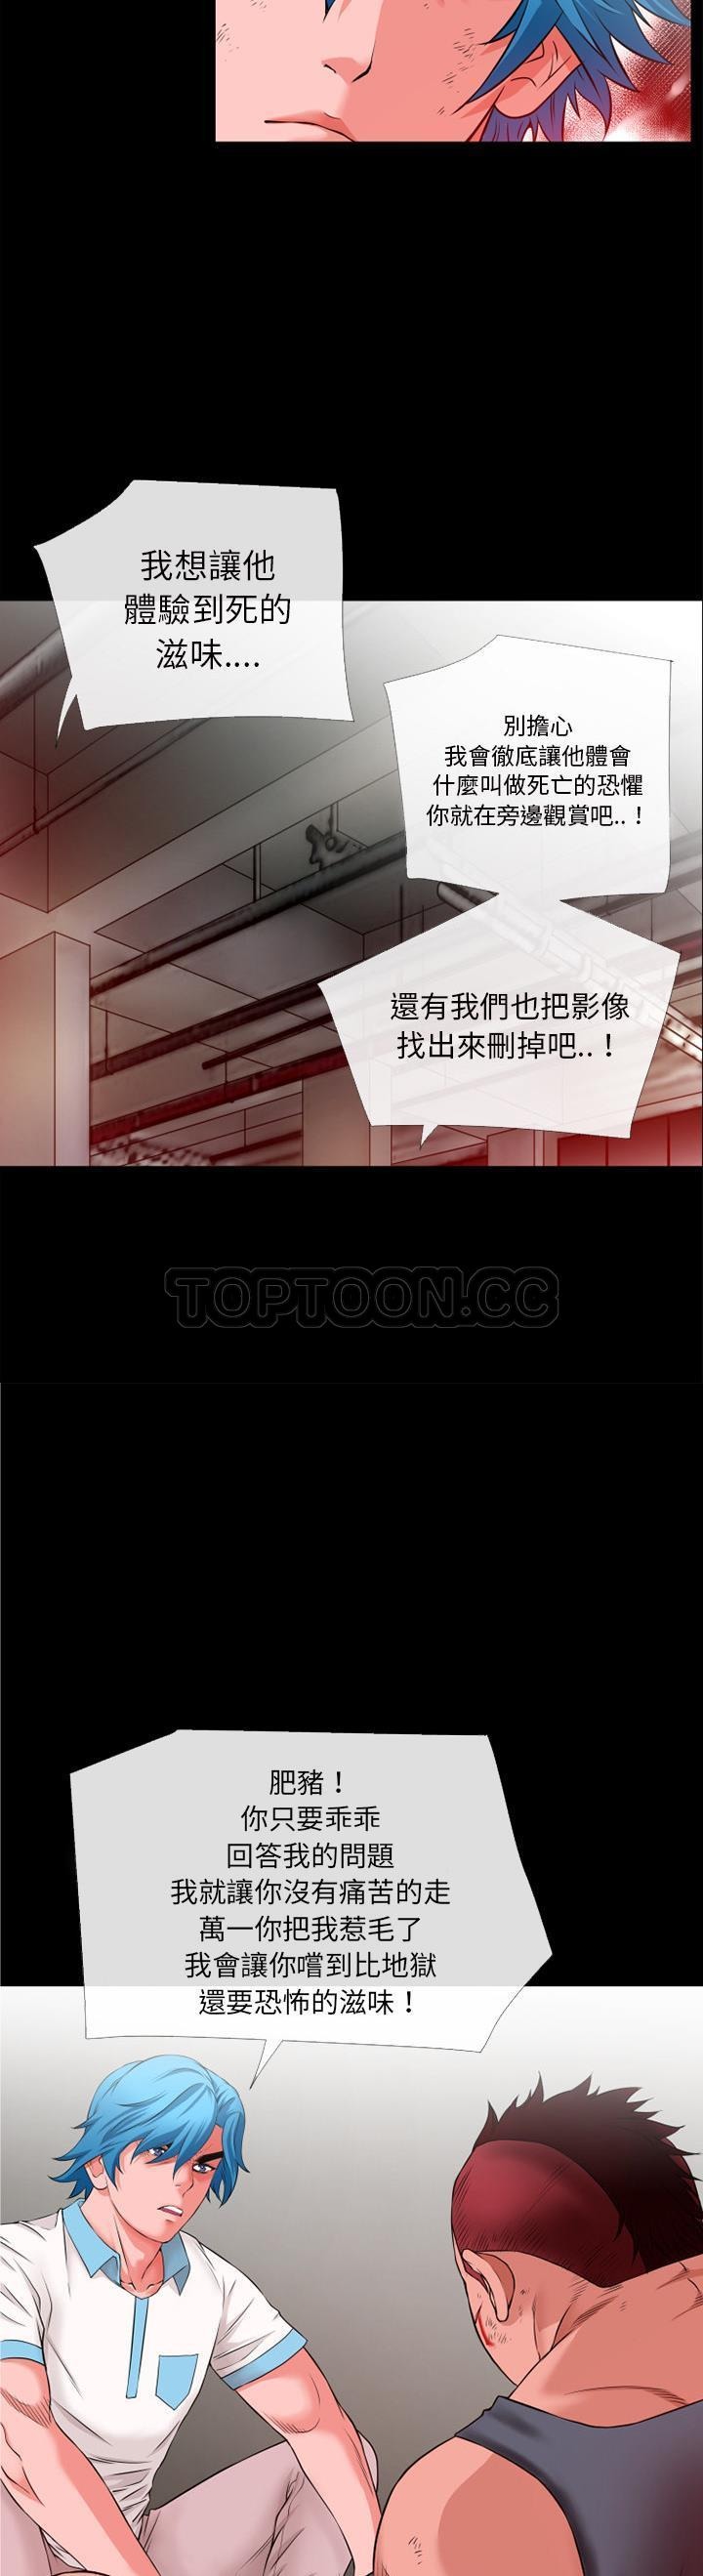 我想讓他
體驗到死的
滋味....
別擔心
我會徹底讓他體會
什麼叫做死亡的恐懼
你就在旁邊觀賞吧..！
還有我們也把影像
找出來刪掉吧..！
TOPTOON.CC
肥豬！
你只要乖乖
回答我的問題
我就讓你沒有痛苦的走
萬一你把我惹毛了
我會讓你嚐到比地獄
還要恐怖的滋味！